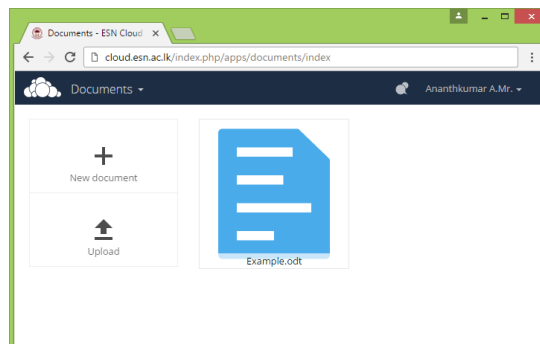 Documents - ESN Cloud
cloud.esn.ac.lk/index.php/apps/documents/index
Documents
Ananthkumar A.Mr.
New document
Upload
Example.odt